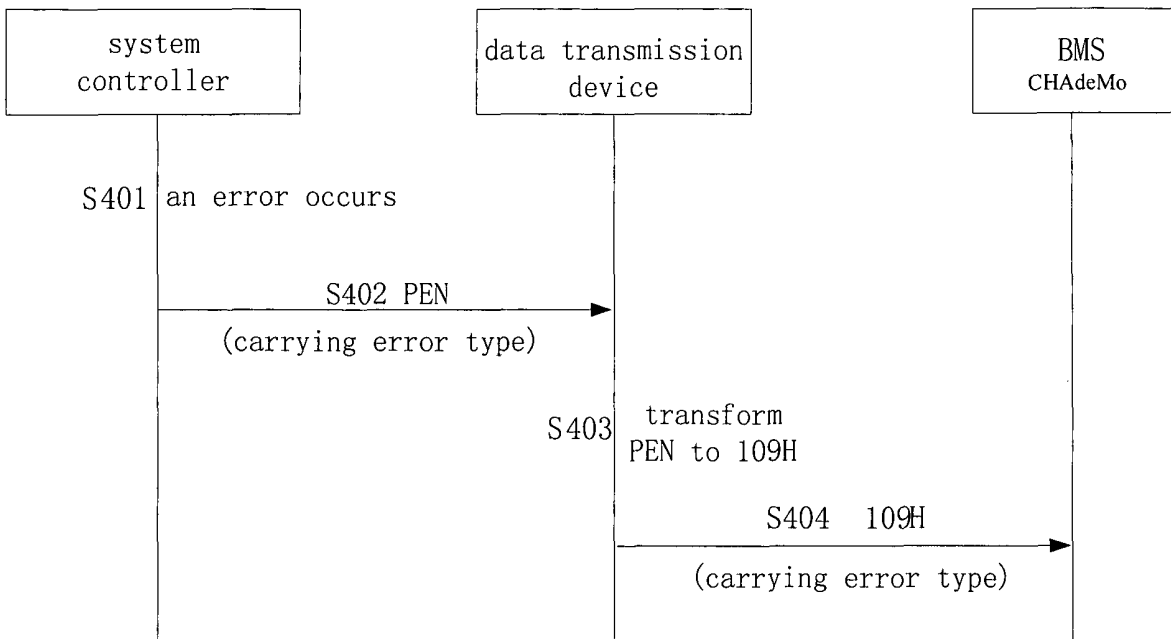 system
controller
data transmission
device
BMS
CHAdeMo
S401 an error occurs
S402 PEN
(carrying error type)
S403
transform
PEN to 109H
S404 109H
(carrying error type)